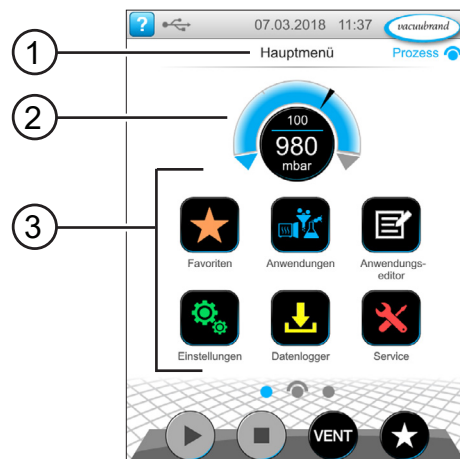 ? 07.03.2018 11:37 vacuubrand
1 Hauptmenü Prozess
2
100
980
mbar
3
Favoriten Anwendungen Anwendungs-
editor
Einstellungen Datenlogger Service
VENT